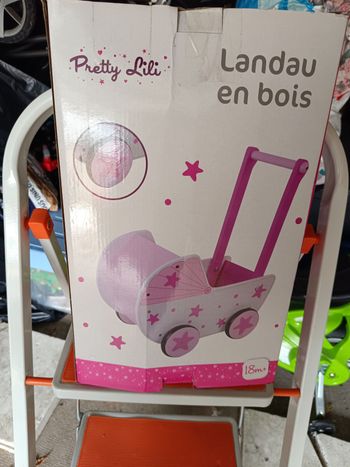 Pretty Lili
Landau
en bois
18m+